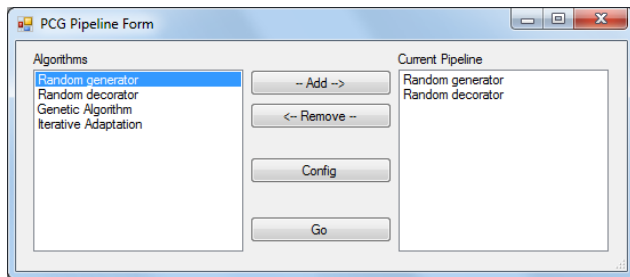 PCG Pipeline Form
Algorithms
Random generator
Random decorator
Genetic Algorithm
Iterative Adaptation
-- Add -->
<-- Remove --
Config
Go
Current Pipeline
Random generator
Random decorator